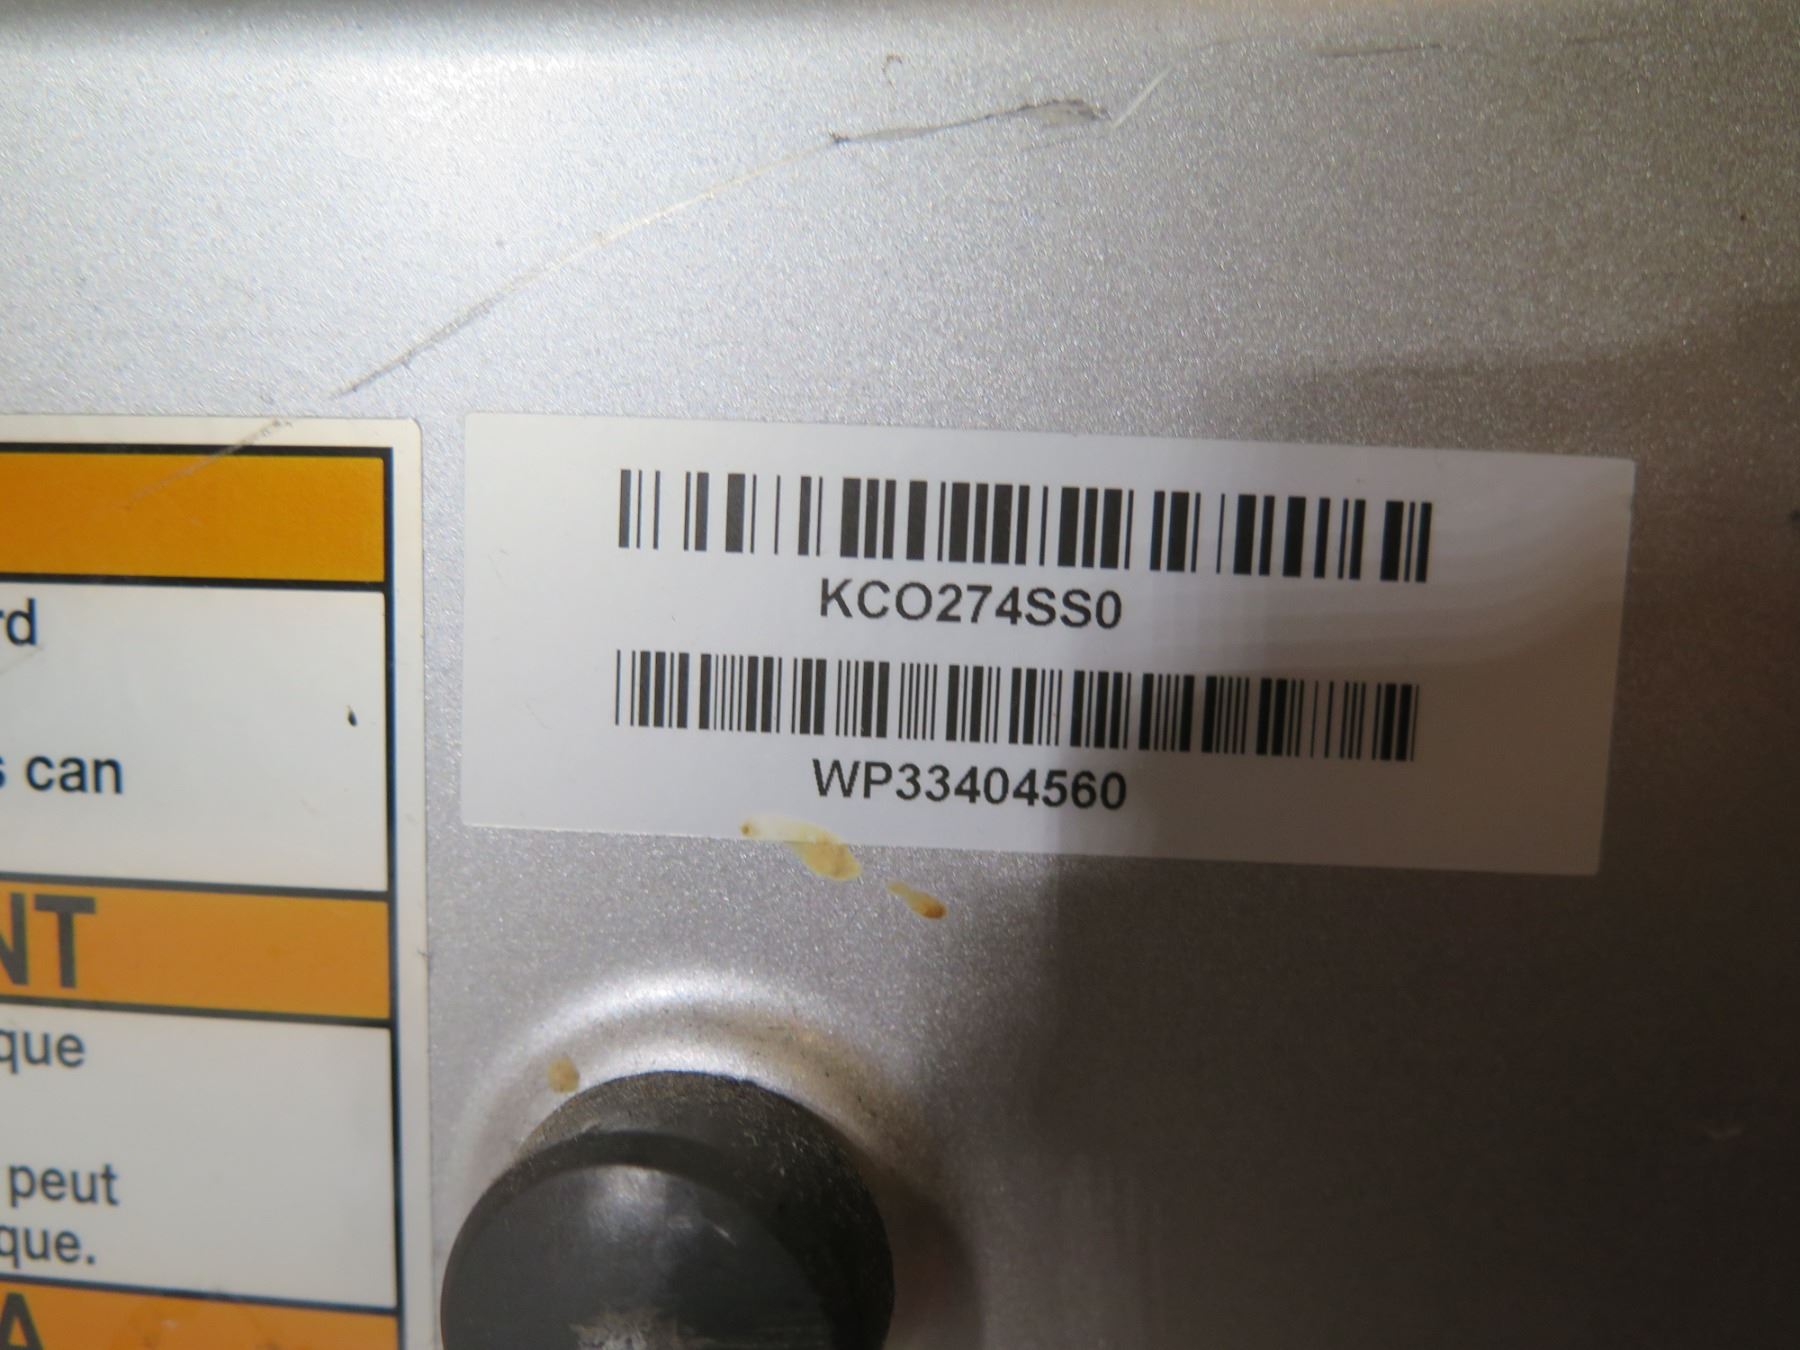 rd
s can
NT
que
peut
que.
A
KCO274SS0
WP33404560